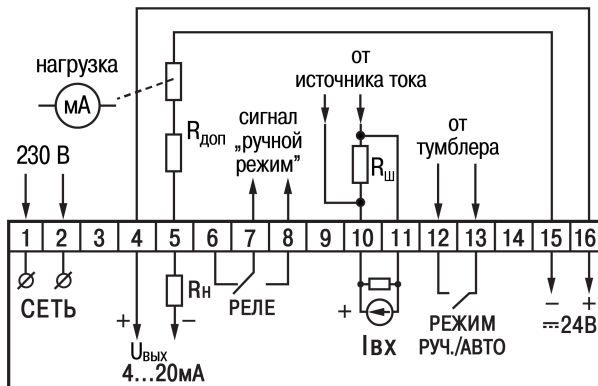 нагрузка
мА
Rдоп
230 В
сигнал
„ручной
режим”
от
источника тока
Rш
от
тумблера
1 2 3 4 5 6 7 8 9 10 11 12 13 14 15 16
СЕТЬ
Rн
РЕЛЕ
+ –
Uвых
4...20мА
+
Iвх
РЕЖИМ
РУЧ./АВТО
– +
24В